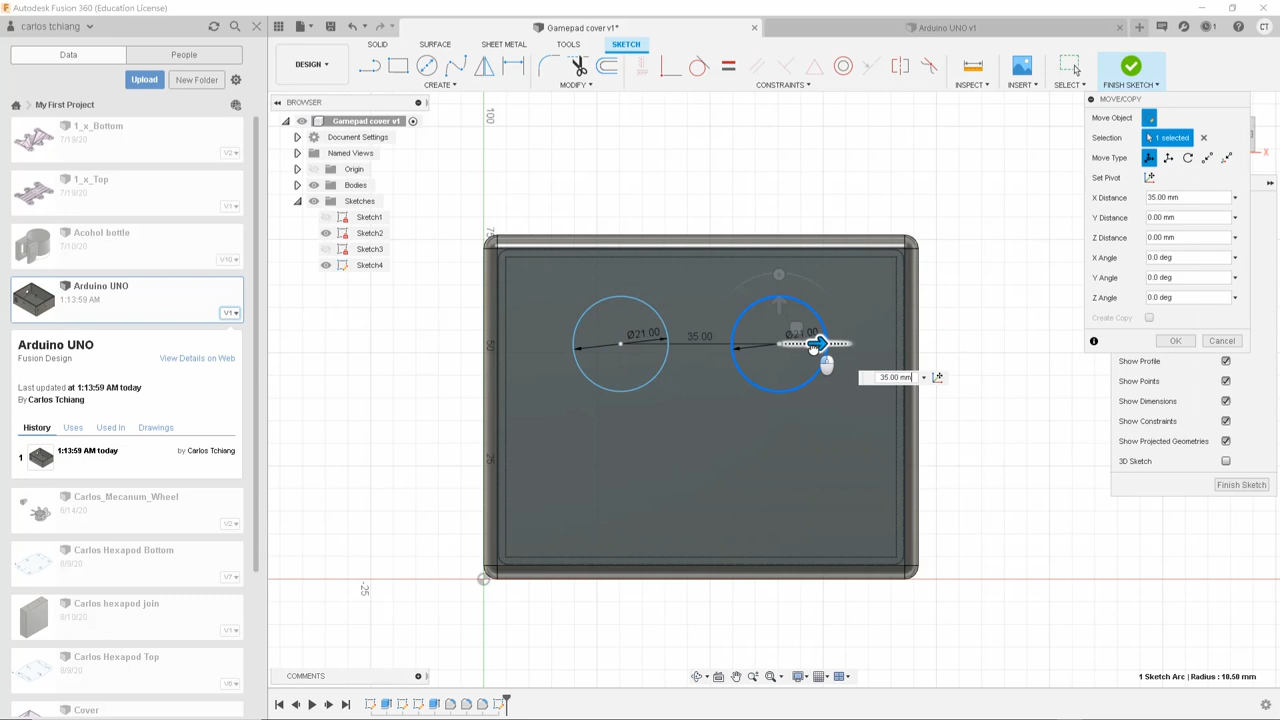 Autodesk Fusion 360 (Education License)
carlos tchiang
Gamepad cover v1*
Arduino UNO v1
1
CT
Data
People
SOLID
SURFACE
SHEET METAL
TOOLS
SKETCH
DESIGN
CREATE
MODIFY
CONSTRAINTS
INSPECT
INSERT
SELECT
FINISH SKETCH
Upload
New Folder
My First Project
1_x_Bottom
7/19/20
V2
1_x_Top
7/19/20
V1
Acohol bottle
7/10/20
V10
Arduino UNO
1:13:59 AM
V1
Arduino UNO
Fusion Design
View Details on Web
Last updated at 1:13:59 AM today
By Carlos Tchiang
History
Uses
Used In
Drawings
1
1:13:59 AM today
by Carlos Tchiang
Carlos_Mecanum_Wheel
6/14/20
V2
Carlos Hexapod Bottom
6/9/20
V7
Carlos hexapod join
8/10/20
V1
Carlos Hexapod Top
6/8/20
Cover
BROWSER
Gamepad cover v1
Document Settings
Named Views
Origin
Bodies
Sketches
Sketch1
Sketch2
Sketch3
Sketch4
100
75
50
25
-25
Ø21.00
35.00
Ø21.00
35.00 mm
X
MOVE/COPY
Move Object
Selection
1 selected
Move Type
Set Pivot
X Distance
35.00 mm
Y Distance
0.00 mm
Z Distance
0.00 mm
X Angle
0.0 deg
Y Angle
0.0 deg
Z Angle
0.0 deg
Create Copy
OK
Cancel
Show Profile
Show Points
Show Dimensions
Show Constraints
Show Projected Geometries
3D Sketch
Finish Sketch
COMMENTS
1 Sketch Arc | Radius : 10.50 mm